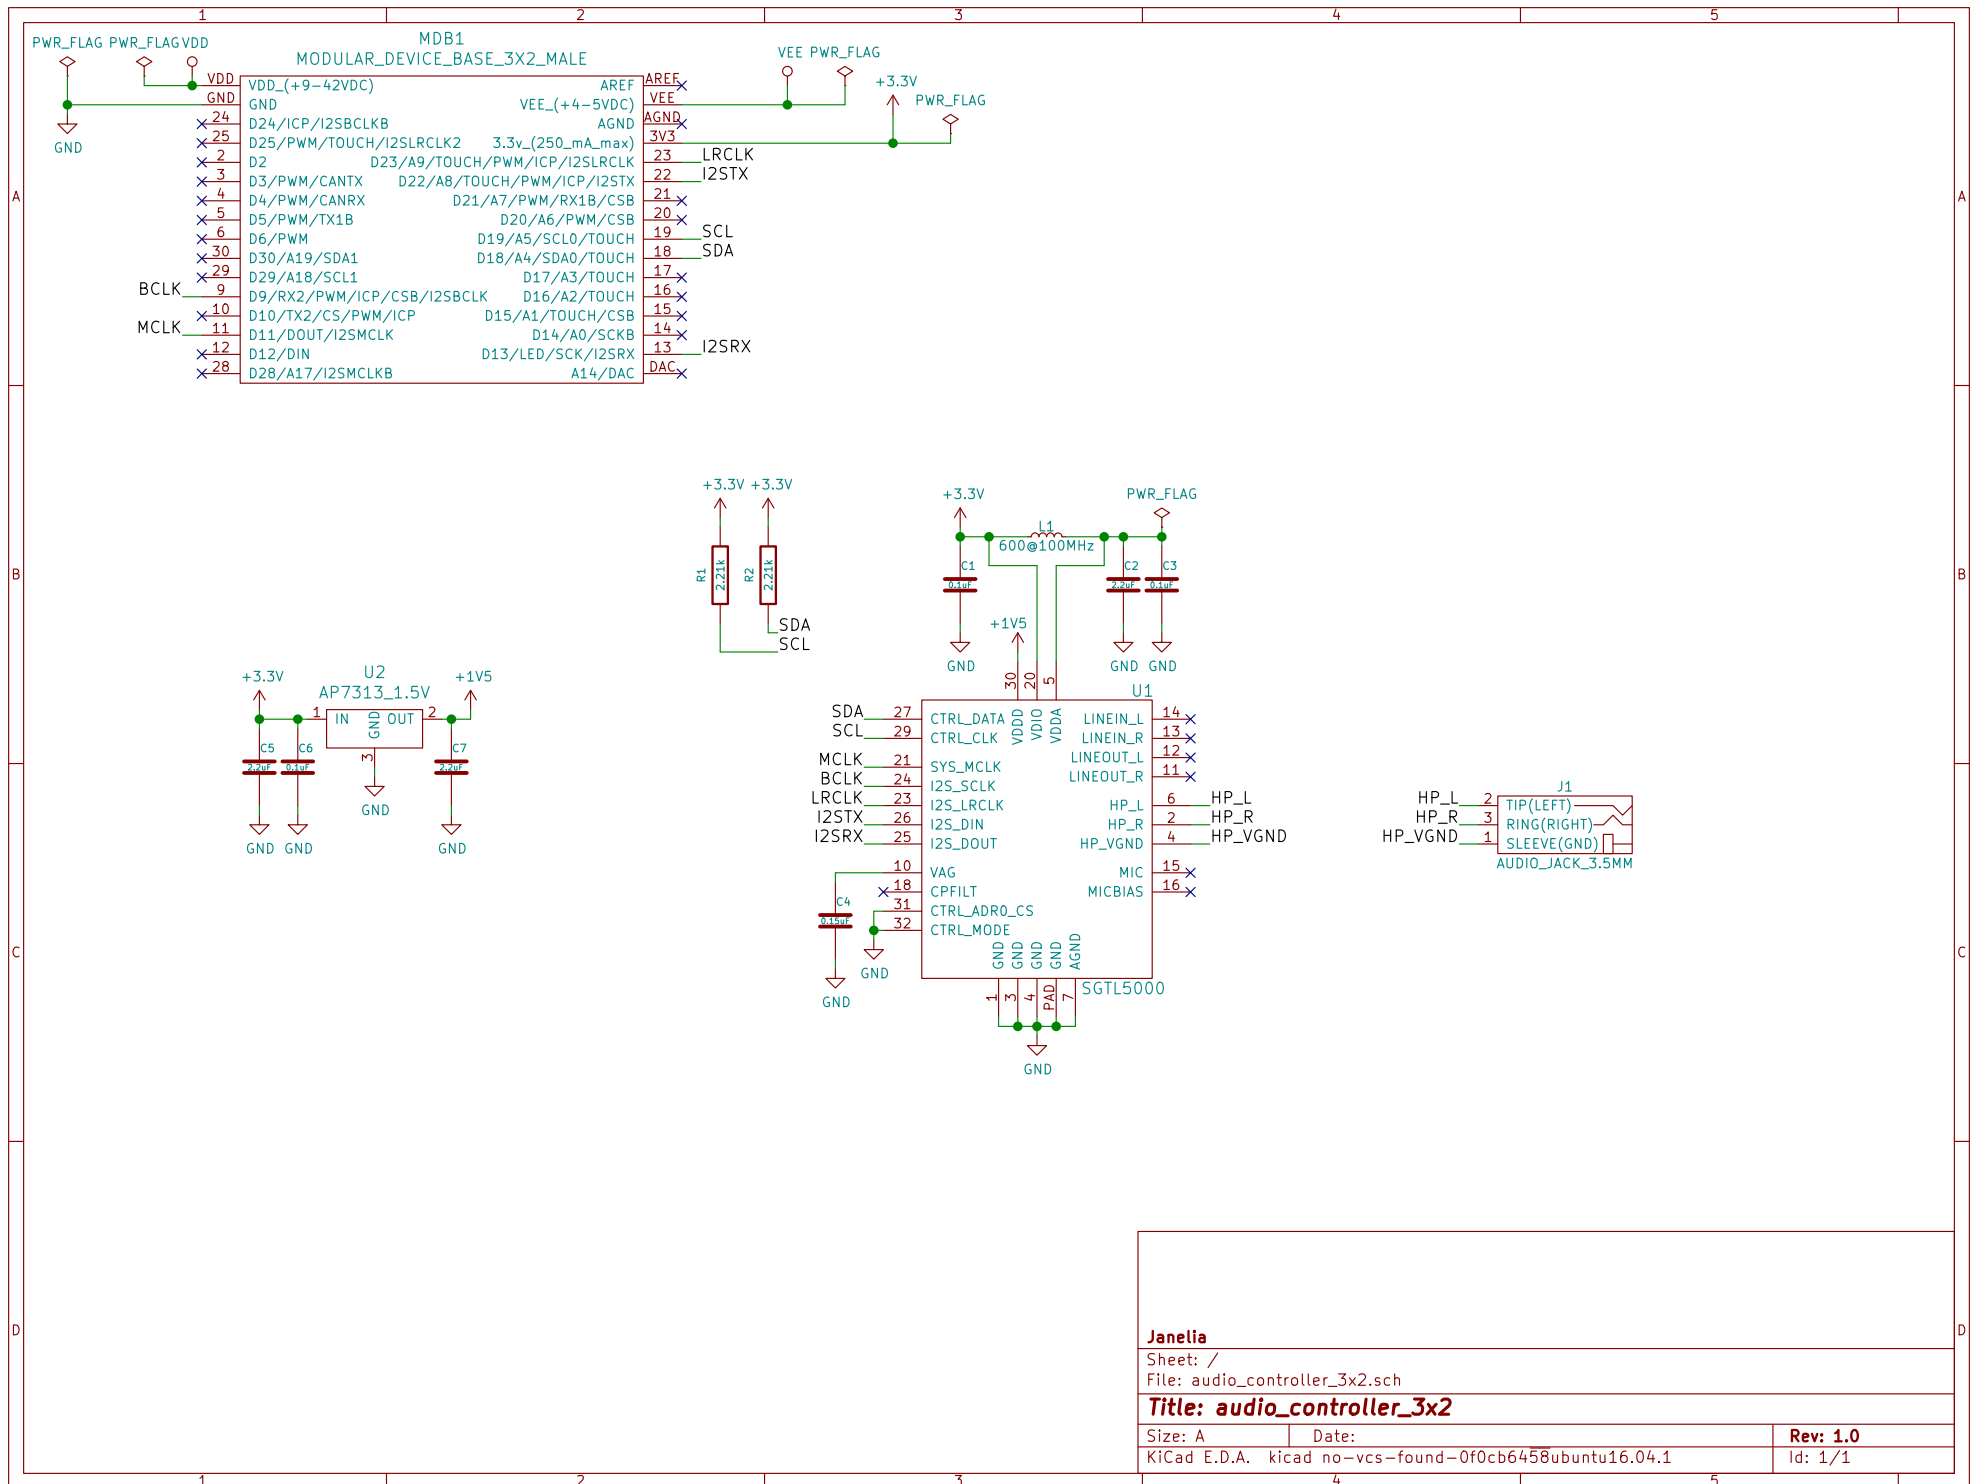 1 2 3 4 5
PWR_FLAG PWR_FLAG VDD
MDB1
MODULAR_DEVICE_BASE_3X2_MALE
VEE PWR_FLAG
+3.3V
PWR_FLAG
GND
VDD VDD_(+9-42VDC) AREF AREF
GND GND VEE_(+4-5VDC) VEE
24 D24/ICP/I2SBCLKB AGND AGND
25 D25/PWM/TOUCH/I2SLRCLK2 3.3v_(250_mA_max) 3V3
2 D2 D23/A9/TOUCH/PWM/ICP/I2SLRCLK 23 LRCLK
3 D3/PWM/CANTX D22/A8/TOUCH/PWM/ICP/I2STX 22 I2STX
4 D4/PWM/CANRX D21/A7/PWM/RX1B/CSB 21
5 D5/PWM/TX1B D20/A6/PWM/CSB 20
6 D6/PWM D19/A5/SCL0/TOUCH 19 SCL
30 D30/A19/SDA1 D18/A4/SDA0/TOUCH 18 SDA
29 D29/A18/SCL1 D17/A3/TOUCH 17
BCLK 9 D9/RX2/PWM/ICP/CSB/I2SBCLK D16/A2/TOUCH 16
10 D10/TX2/CS/PWM/ICP D15/A1/TOUCH/CSB 15
MCLK 11 D11/DOUT/I2SMCLK D14/A0/SCKB 14
12 D12/DIN D13/LED/SCK/I2SRX 13 I2SRX
28 D28/A17/I2SMCLKB A14/DAC DAC
A A
+3.3V +3.3V
R1 2.21k
R2 2.21k
SDA
SCL
+3.3V
PWR_FLAG
L1
600@100MHz
C1 0.1uF
C2 2.2uF
C3 0.1uF
GND GND GND
+1V5
B B
+3.3V
U2
AP7313_1.5V
+1V5
1 IN GND OUT 2
3
C5 2.2uF
C6 0.1uF
C7 2.2uF
GND
GND GND GND
30 20 5
U1
VDDD VDIO VDDA
SDA 27 CTRL_DATA LINEIN_L 14
SCL 29 CTRL_CLK LINEIN_R 13
LINEOUT_L 12
MCLK 21 SYS_MCLK LINEOUT_R 11
BCLK 24 I2S_SCLK
LRCLK 23 I2S_LRCLK HP_L 6 HP_L
I2STX 26 I2S_DIN HP_R 2 HP_R
I2SRX 25 I2S_DOUT HP_VGND 4 HP_VGND
10 VAG MIC 15
18 CPFILT MICBIAS 16
31 CTRL_ADR0_CS
32 CTRL_MODE
C4 0.15uF
GND
GND
GND GND GND GND AGND
1 3 4 PAD 7
SGTL5000
GND
J1
HP_L 2 TIP(LEFT)
HP_R 3 RING(RIGHT)
HP_VGND 1 SLEEVE(GND)
AUDIO_JACK_3.5MM
C C
D D
Janelia
Sheet: /
File: audio_controller_3x2.sch
Title: audio_controller_3x2
Size: A Date: Rev: 1.0
KiCad E.D.A. kicad no-vcs-found-0f0cb6458ubuntu16.04.1 Id: 1/1
1 2 3 4 5